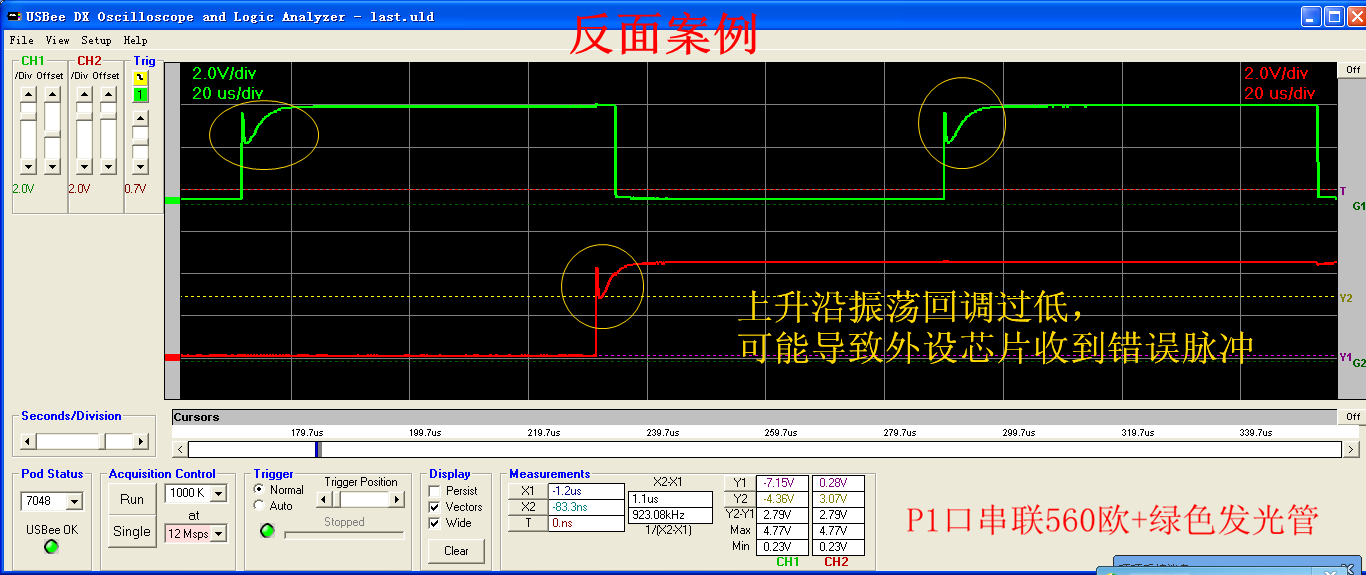 USBee DX Oscilloscope and Logic Analyzer - last.uld
反面案例
File View Setup Help
CH1 CH2 Trig
/Div Offset /Div Offset
1
2.0V 2.0V 0.7V
2.0V/div
20 us/div
2.0V/div
20 us/div
Off
T
G1
Y2
Y1
G2
上升沿振荡回调过低，
可能导致外设芯片收到错误脉冲
Seconds/Division
Cursors
Off
179.7us 199.7us 219.7us 239.7us 259.7us 279.7us 299.7us 319.7us 339.7us
Pod Status
7048
USBee OK
Acquisition Control
Run
1000 K
at
Single
12 Msps
Trigger
Normal
Auto
Trigger Position
Stopped
Display
Persist
Vectors
Wide
Clear
Measurements
X1 -1.2us
X2 -83.3ns
T 0.ns
X2-X1
1.1us
923.08kHz
1/(X2-X1)
Y1 -7.15V 0.28V
Y2 -4.36V 3.07V
Y2-Y1 2.79V 2.79V
Max 4.77V 4.77V
Min 0.23V 0.23V
CH1 CH2
P1口串联560欧+绿色发光管